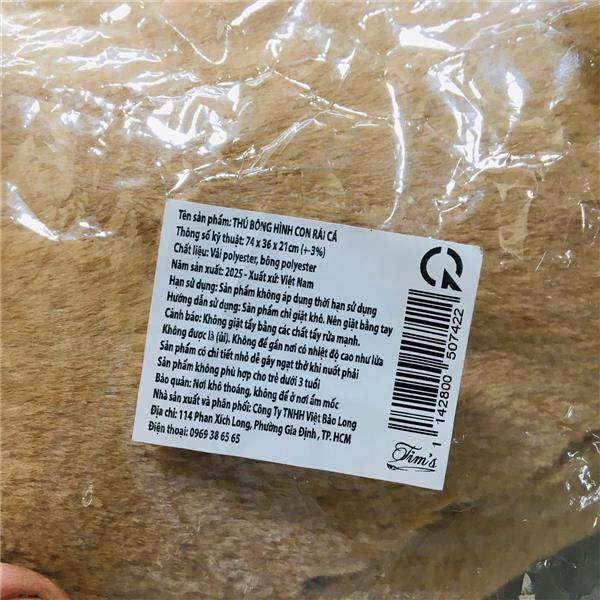 Tên sản phẩm: THÚ BÔNG HÌNH CON RÁI CÁ
Thông số kỹ thuật: 74 x 36 x 21cm (+-3%)
Chất liệu: Vải polyester, bông polyester
Năm sản xuất: 2025 - Xuất xứ: Việt Nam
Hạn sử dụng: Sản phẩm không áp dụng thời hạn sử dụng
Hướng dẫn sử dụng: Sản phẩm chỉ giặt khô. Nên giặt bằng tay
Cảnh báo: Không giặt tẩy bằng các chất tẩy rửa mạnh.
Không được là (ủi). Không để gần nơi có nhiệt độ cao như lửa
Sản phẩm có chi tiết nhỏ dễ gây ngạt thở khi nuốt phải
Sản phẩm không phù hợp cho trẻ dưới 3 tuổi
Bảo quản: Nơi khô thoáng, không để ở nơi ẩm mốc
Nhà sản xuất và phân phối: Công Ty TNHH Việt Bảo Long
Địa chỉ: 114 Phan Xích Long, Phường Gia Định , TP. HCM
Điện thoại: 0969 38 65 65
1 142800 507422
Tim's